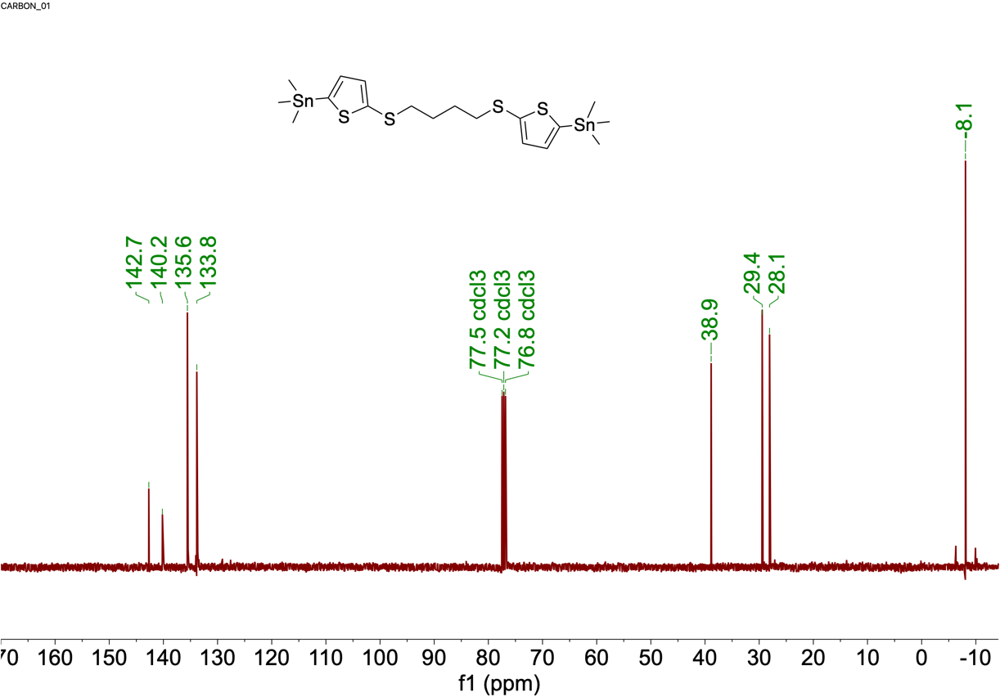 CARBON_01
Sn S S S S Sn
-8.1
142.7
140.2
135.6
133.8
77.5 cdcl3
77.2 cdcl3
76.8 cdcl3
38.9
29.4
28.1
70 160 150 140 130 120 110 100 90 80 70 60 50 40 30 20 10 0 -10
f1 (ppm)